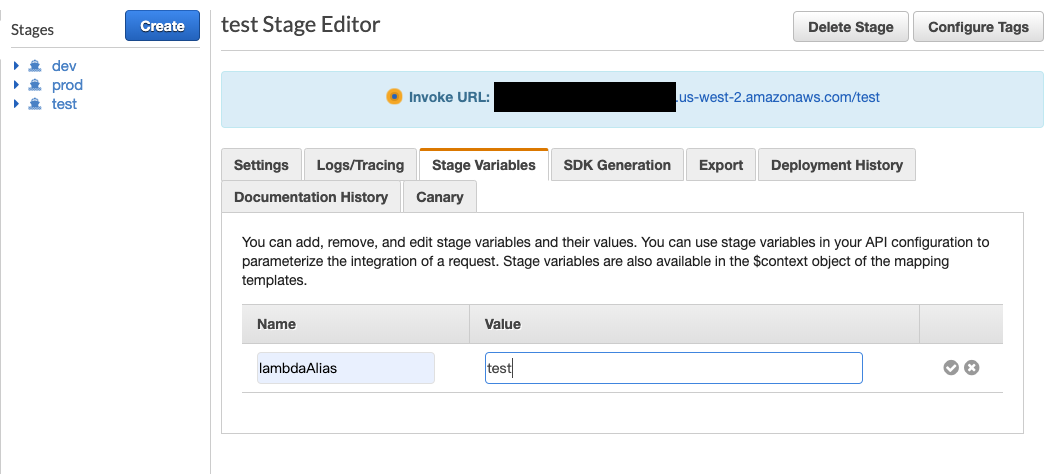 Stages
Create
dev
prod
test
test Stage Editor
Delete Stage
Configure Tags
Invoke URL: .us-west-2.amazonaws.com/test
Settings
Logs/Tracing
Stage Variables
SDK Generation
Export
Deployment History
Documentation History
Canary
You can add, remove, and edit stage variables and their values. You can use stage variables in your API configuration to
parameterize the integration of a request. Stage variables are also available in the $context object of the mapping
templates.
Name
Value
lambdaAlias
test